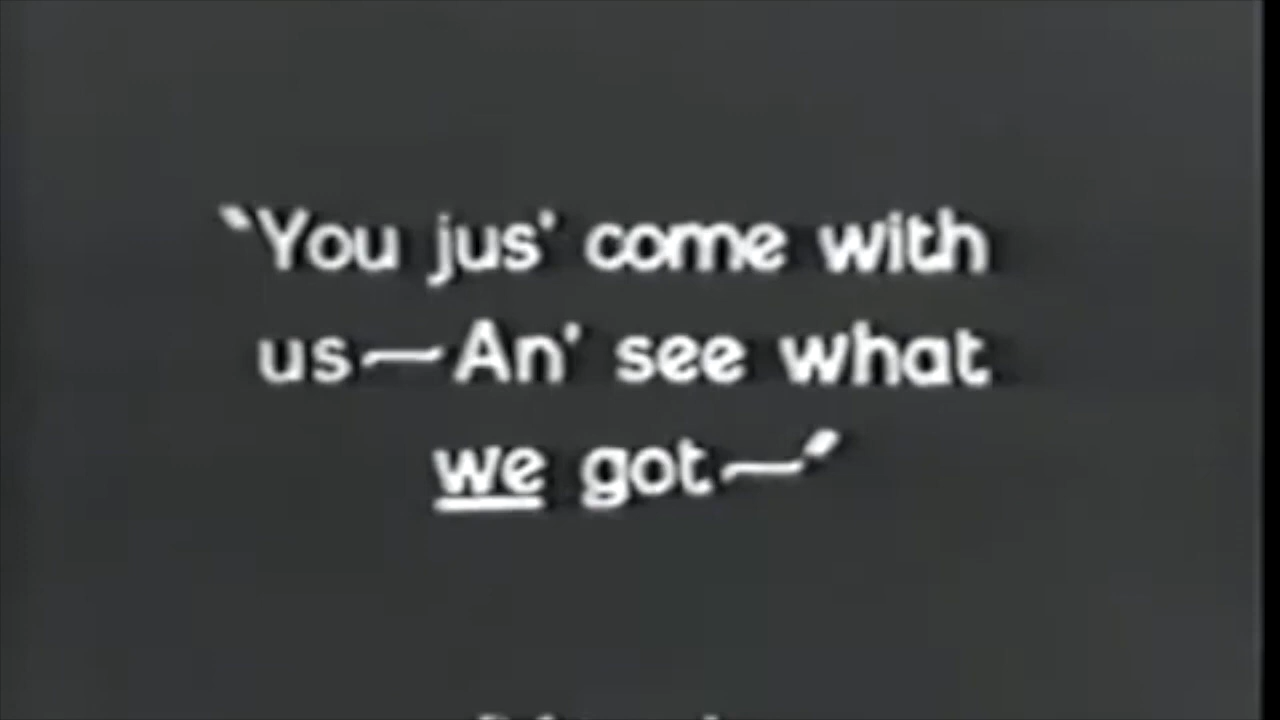 “You jus’ come with
us—An’ see what
we got—”